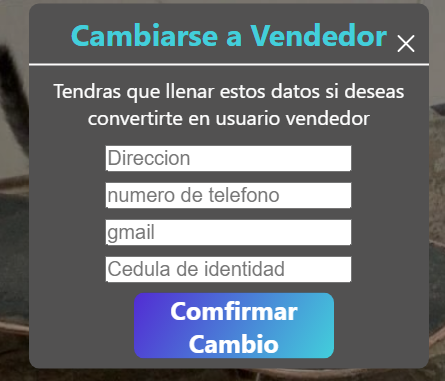 Cambiarse a Vendedor
Tendras que llenar estos datos si deseas
convertirte en usuario vendedor
Direccion
numero de telefono
gmail
Cedula de identidad
Comfirmar
Cambio